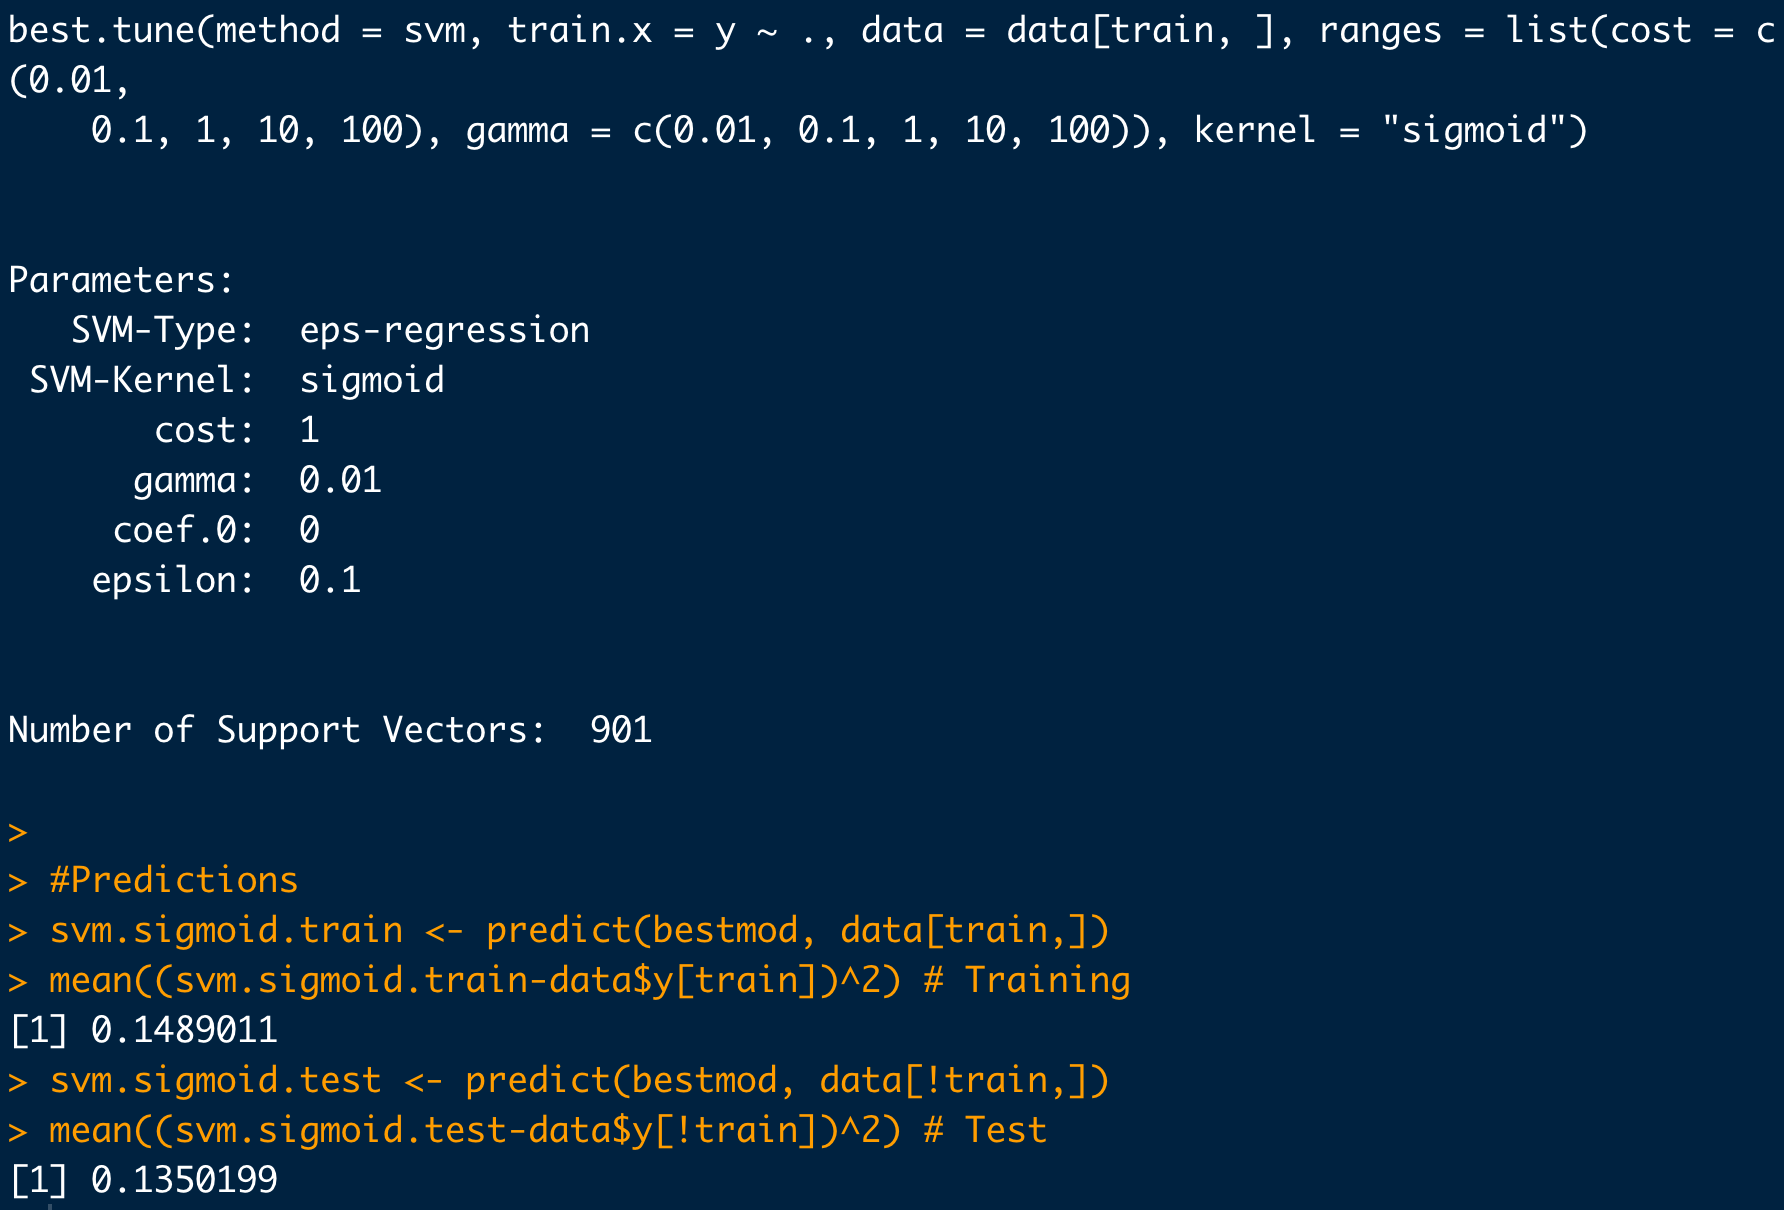 best.tune(method = svm, train.x = y ~ ., data = data[train, ], ranges = list(cost = c
(0.01,
    0.1, 1, 10, 100), gamma = c(0.01, 0.1, 1, 10, 100)), kernel = "sigmoid")
Parameters:
   SVM-Type:  eps-regression
 SVM-Kernel:  sigmoid
       cost:  1
      gamma:  0.01
     coef.0:  0
    epsilon:  0.1
Number of Support Vectors:  901
>
> #Predictions
> svm.sigmoid.train <- predict(bestmod, data[train,])
> mean((svm.sigmoid.train-data$y[train])^2) # Training
[1] 0.1489011
> svm.sigmoid.test <- predict(bestmod, data[!train,])
> mean((svm.sigmoid.test-data$y[!train])^2) # Test
[1] 0.1350199